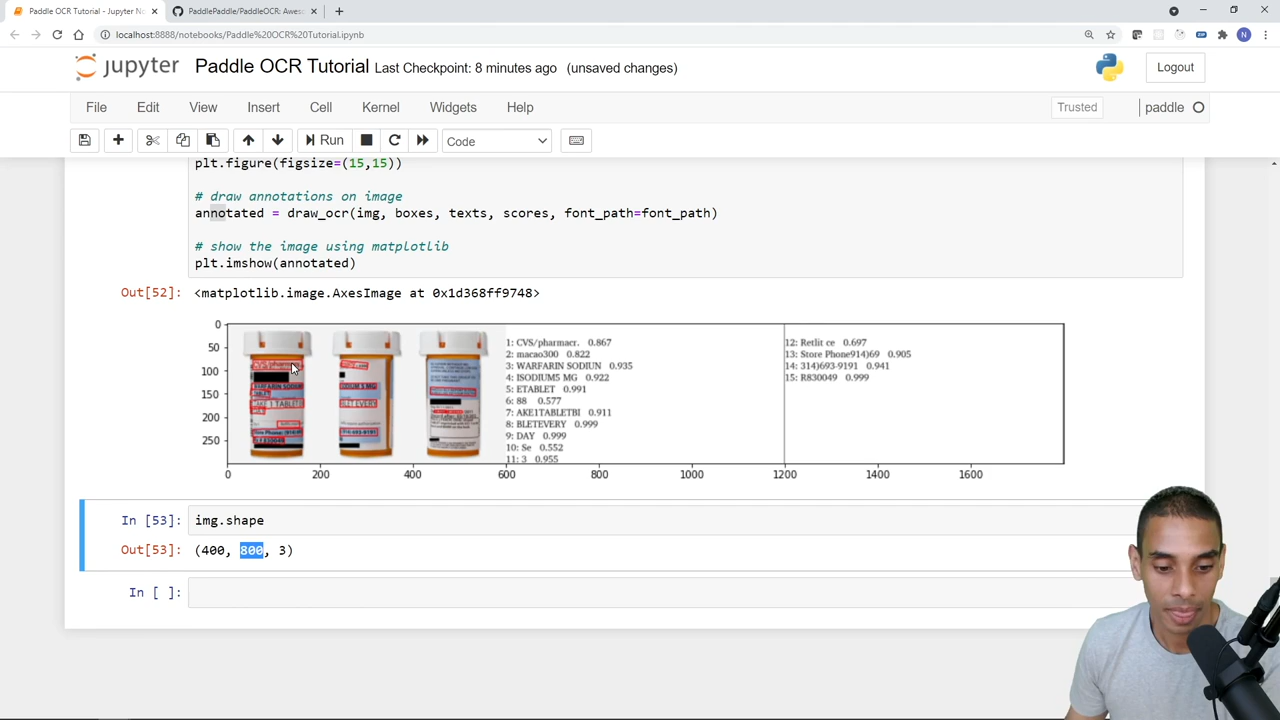 Paddle OCR Tutorial - Jupyter N
PaddlePaddle/PaddleOCR: Awes
localhost:8888/notebooks/Paddle%20OCR%20Tutorial.ipynb
N
jupyter Paddle OCR Tutorial Last Checkpoint: 8 minutes ago (unsaved changes)
Logout
File Edit View Insert Cell Kernel Widgets Help
Trusted
paddle
Run
Code
plt.figure(figsize=(15,15))
# draw annotations on image
annotated = draw_ocr(img, boxes, texts, scores, font_path=font_path)
# show the image using matplotlib
plt.imshow(annotated)
Out[52]: <matplotlib.image.AxesImage at 0x1d368ff9748>
0
50
100
150
200
250
0 200 400 600 800 1000 1200 1400 1600
1: CVS/pharmacr. 0.867
2: macao300 0.822
3: WARFARIN SODIUN 0.935
4: ISODIUM5 MG 0.922
5: ETABLET 0.991
6: 88 0.577
7: AKE1TABLETBI 0.911
8: BLETEVERY 0.999
9: DAY 0.999
10: Se 0.552
11: 3 0.955
12: Retlit ce 0.697
13: Store Phone914)69 0.905
14: 314)693-9191 0.941
15: R830049 0.999
In [53]: img.shape
Out[53]: (400, 800, 3)
In [ ]: